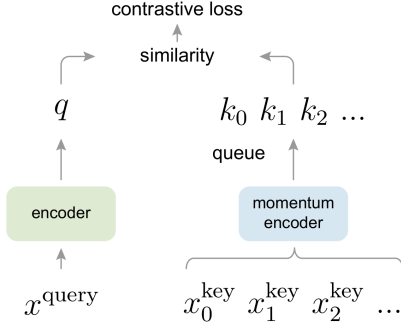 contrastive loss
similarity
q k₀ k₁ k₂ ...
queue
encoder
momentum
encoder
x^query x₀^key x₁^key x₂^key ...